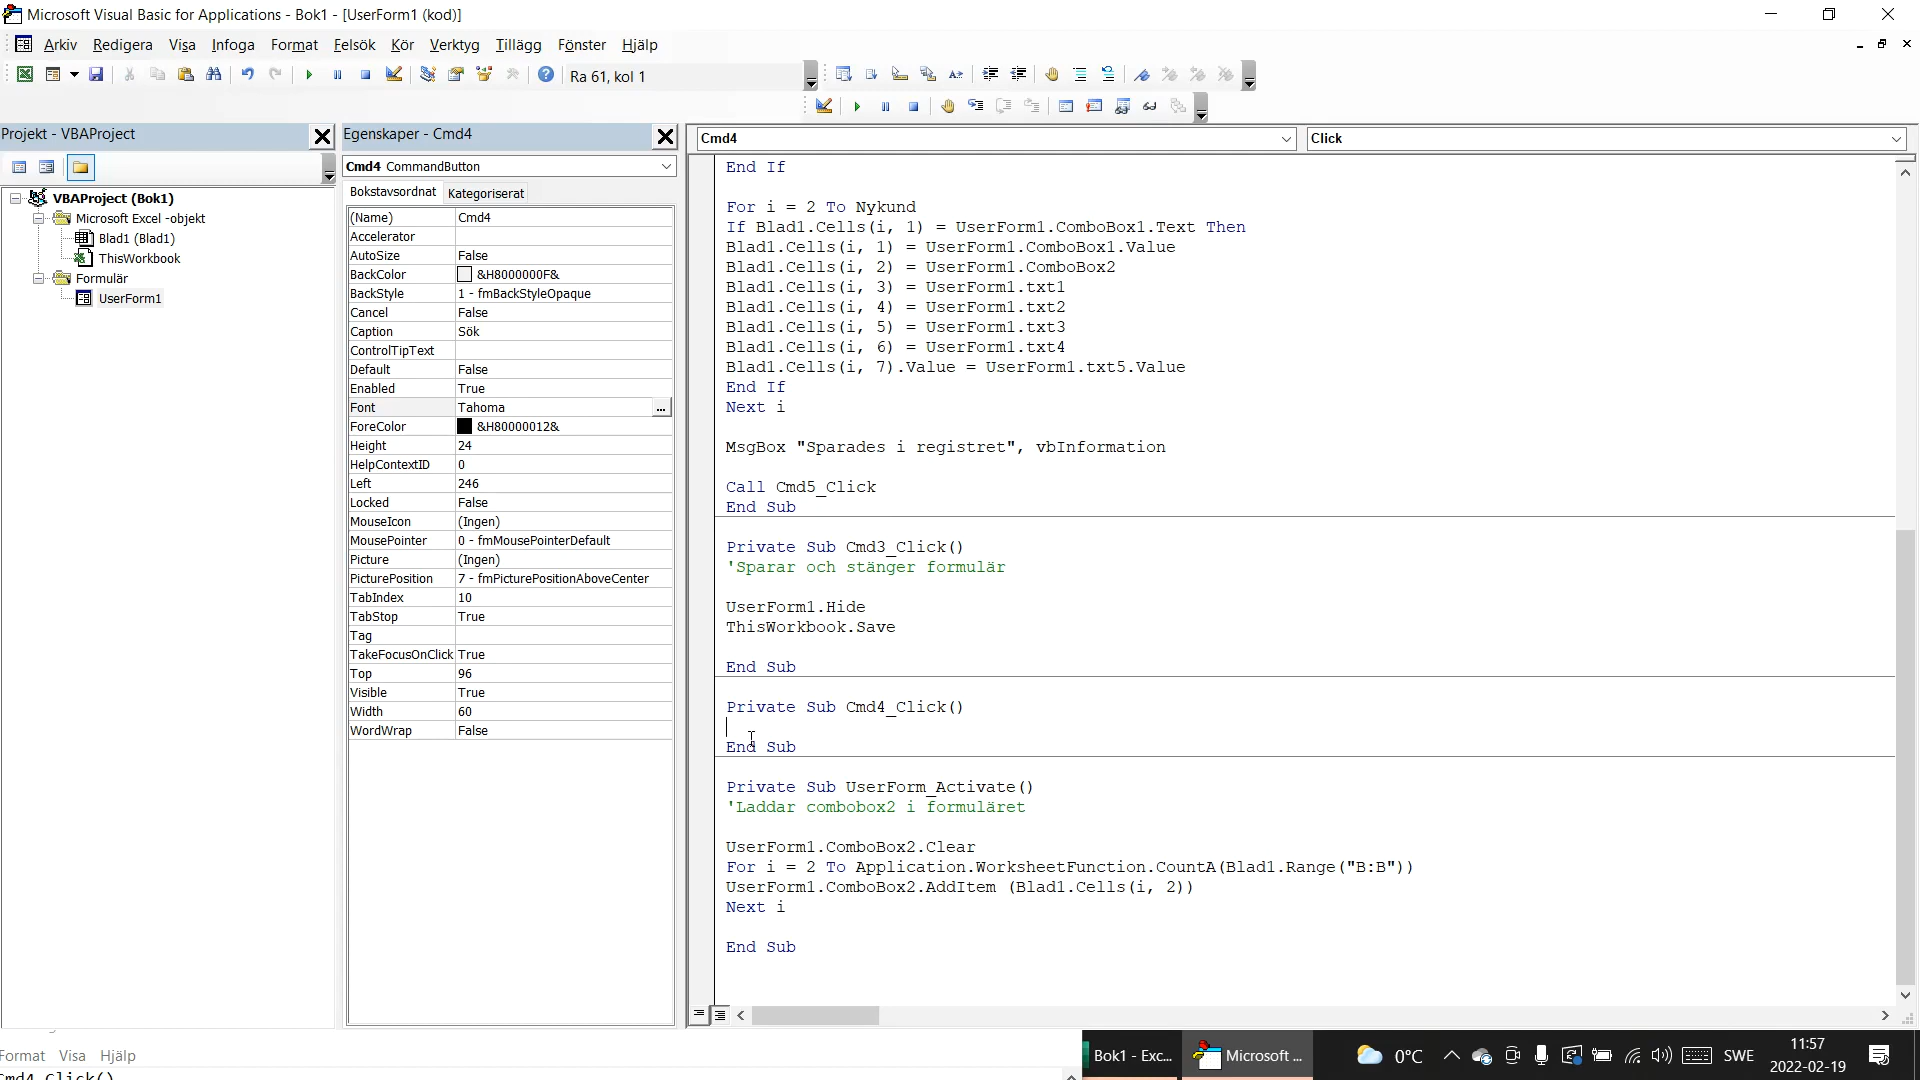 Microsoft Visual Basic for Applications - Bok1 - [UserForm1 (kod)]
Arkiv Redigera Visa Infoga Format Felsök Kör Verktyg Tillägg Fönster Hjälp
Ra 61, kol 1
Projekt - VBAProject
VBAProject (Bok1)
Microsoft Excel -objekt
Blad1 (Blad1)
ThisWorkbook
Formulär
UserForm1
Egenskaper - Cmd4
Cmd4 CommandButton
Bokstavsordnat Kategoriserat
(Name) Cmd4
Accelerator
AutoSize False
BackColor &H8000000F&
BackStyle 1 - fmBackStyleOpaque
Cancel False
Caption Sök
ControlTipText
Default False
Enabled True
Font Tahoma ...
ForeColor &H80000012&
Height 24
HelpContextID 0
Left 246
Locked False
MouseIcon (Ingen)
MousePointer 0 - fmMousePointerDefault
Picture (Ingen)
PicturePosition 7 - fmPicturePositionAboveCenter
TabIndex 10
TabStop True
Tag
TakeFocusOnClick True
Top 96
Visible True
Width 60
WordWrap False
Cmd4 Click
End If
For i = 2 To Nykund
If Blad1.Cells(i, 1) = UserForm1.ComboBox1.Text Then
Blad1.Cells(i, 1) = UserForm1.ComboBox1.Value
Blad1.Cells(i, 2) = UserForm1.ComboBox2
Blad1.Cells(i, 3) = UserForm1.txt1
Blad1.Cells(i, 4) = UserForm1.txt2
Blad1.Cells(i, 5) = UserForm1.txt3
Blad1.Cells(i, 6) = UserForm1.txt4
Blad1.Cells(i, 7).Value = UserForm1.txt5.Value
End If
Next i
MsgBox "Sparades i registret", vbInformation
Call Cmd5_Click
End Sub
Private Sub Cmd3_Click()
'Sparar och stänger formulär
UserForm1.Hide
ThisWorkbook.Save
End Sub
Private Sub Cmd4_Click()
End Sub
Private Sub UserForm_Activate()
'Laddar combobox2 i formuläret
UserForm1.ComboBox2.Clear
For i = 2 To Application.WorksheetFunction.CountA(Blad1.Range("B:B"))
UserForm1.ComboBox2.AddItem (Blad1.Cells(i, 2))
Next i
End Sub
Format Visa Hjälp
Cmd4_Click()
Bok1 - Exc...
Microsoft ...
0°C
SWE
11:57
2022-02-19